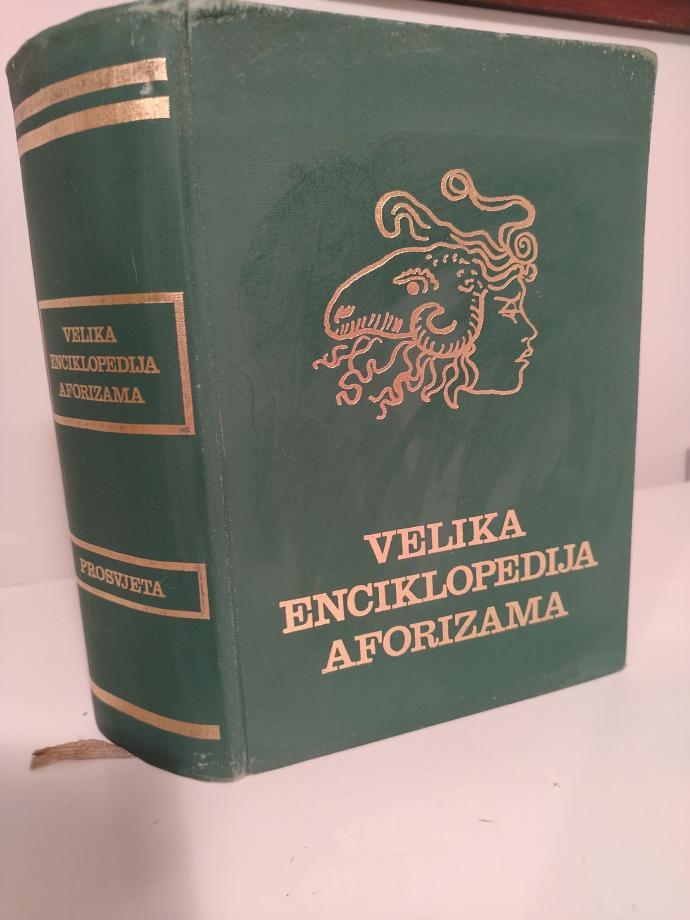 VELIKA
ENCIKLOPEDIJA
AFORIZAMA
PROSVJETA
VELIKA
ENCIKLOPEDIJA
AFORIZAMA